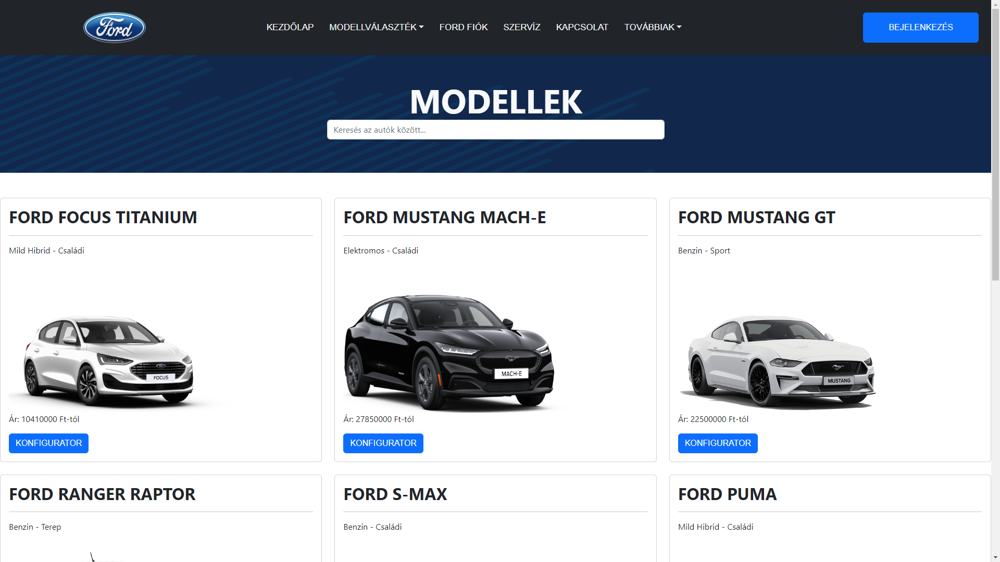 Ford
KEZDŐLAP
MODELLVÁLASZTÉK
FORD FIÓK
SZERVÍZ
KAPCSOLAT
TOVÁBBIAK
BEJELENKEZÉS
MODELLEK
Keresés az autók között...
FORD FOCUS TITANIUM
Mild Hibrid - Családi
FOCUS
Ár: 10410000 Ft-tól
KONFIGURATOR
FORD MUSTANG MACH-E
Elektromos - Családi
MACH-E
Ár: 27850000 Ft-tól
KONFIGURATOR
FORD MUSTANG GT
Benzin - Sport
MUSTANG
Ár: 22500000 Ft-tól
KONFIGURATOR
FORD RANGER RAPTOR
Benzin - Terep
FORD S-MAX
Benzin - Családi
FORD PUMA
Mild Hibrid - Családi